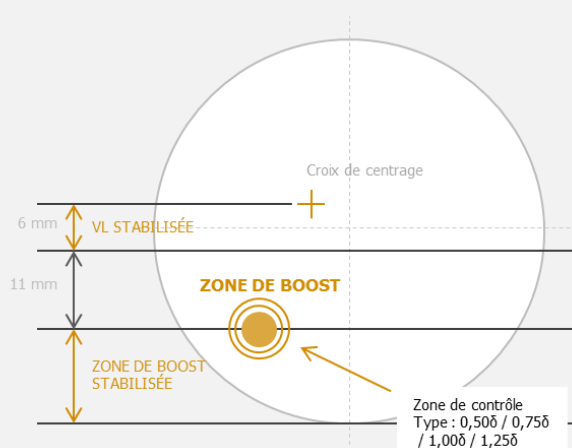 Croix de centrage
6 mm
VL STABILISÉE
11 mm
ZONE DE BOOST
ZONE DE BOOST
STABILISÉE
Zone de contrôle
Type : 0,50δ / 0,75δ
/ 1,00δ / 1,25δ